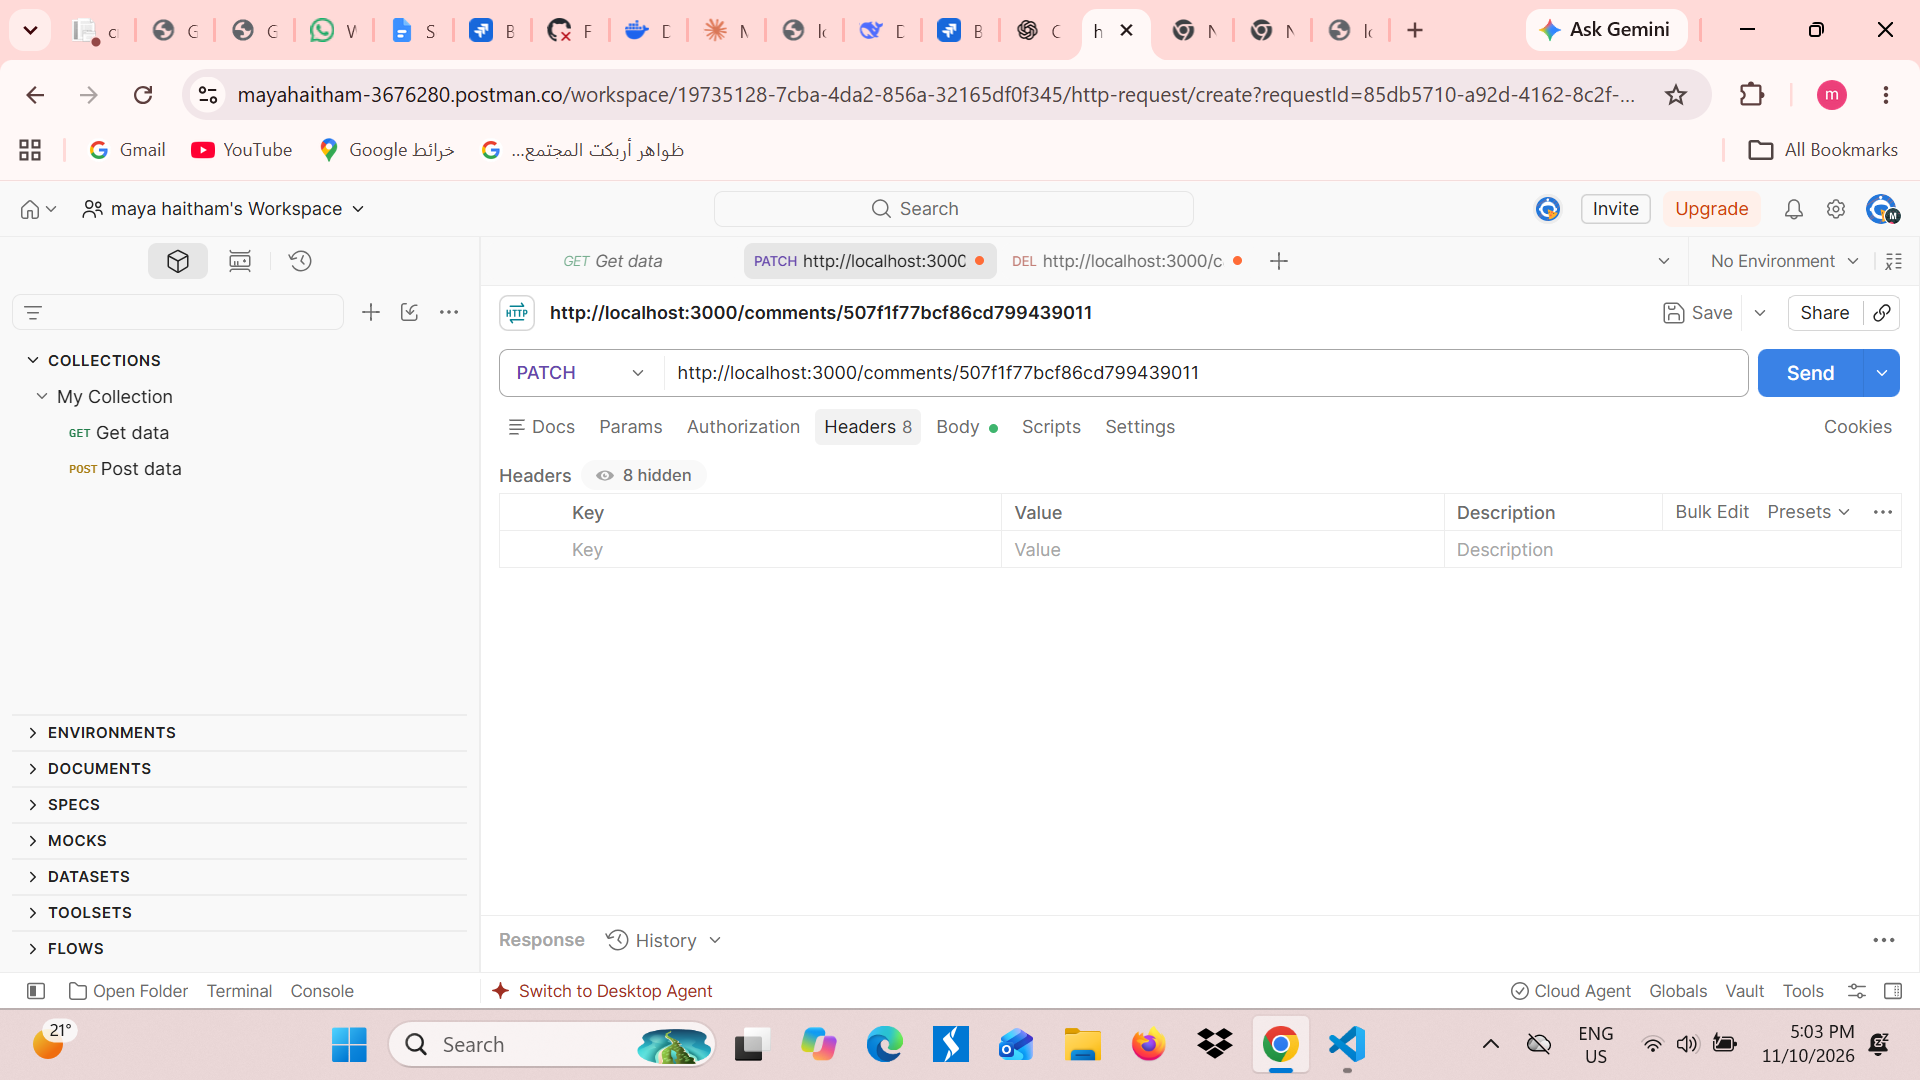 Ask Gemini
mayahaitham-3676280.postman.co/workspace/19735128-7cba-4da2-856a-32165df0f345/http-request/create?requestId=85db5710-a92d-4162-8c2f-...
m
Gmail
YouTube
خرائط Google
ظواهر أربكت المجتمع...
All Bookmarks
maya haitham's Workspace
Search
Invite
Upgrade
M
GET Get data
PATCH http://localhost:3000
DEL http://localhost:3000/c
No Environment
COLLECTIONS
My Collection
GET Get data
POST Post data
ENVIRONMENTS
DOCUMENTS
SPECS
MOCKS
DATASETS
TOOLSETS
FLOWS
HTTP
http://localhost:3000/comments/507f1f77bcf86cd799439011
Save
Share
PATCH
http://localhost:3000/comments/507f1f77bcf86cd799439011
Send
Docs
Params
Authorization
Headers 8
Body
Scripts
Settings
Cookies
Headers
8 hidden
Key
Value
Description
Bulk Edit
Presets
Key
Value
Description
Response
History
Open Folder
Terminal
Console
Switch to Desktop Agent
Cloud Agent
Globals
Vault
Tools
21°
Search
ENG
US
5:03 PM
11/10/2026